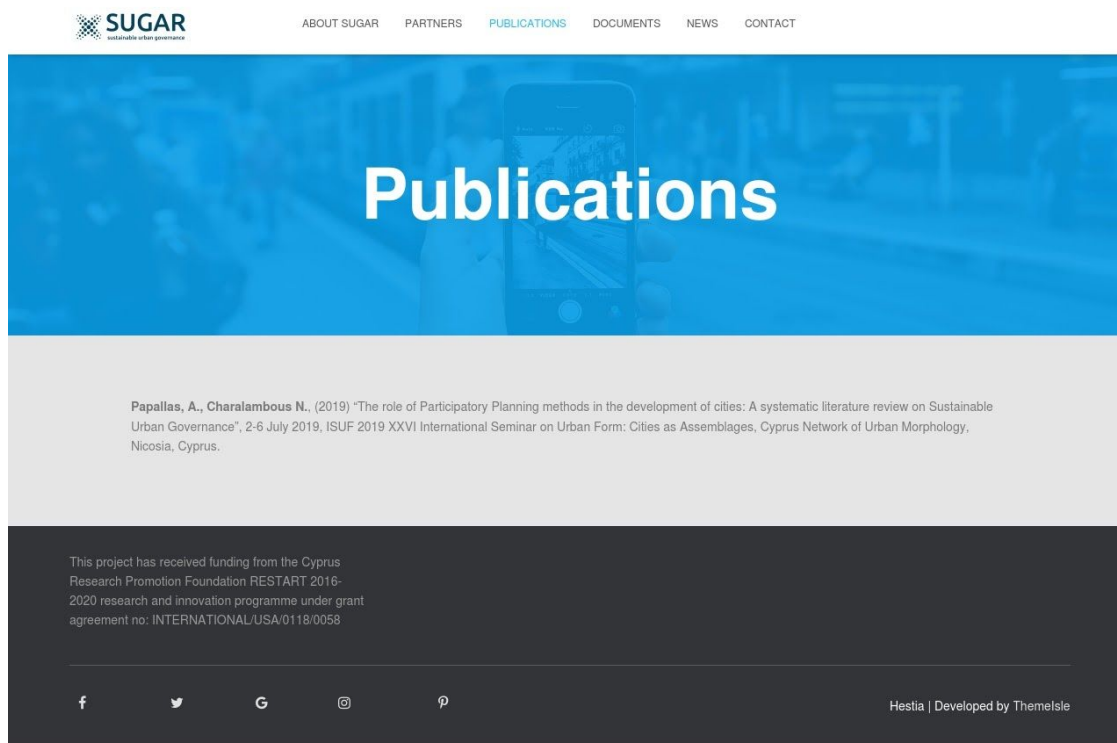 SUGAR
sustainable urban governance
ABOUT SUGAR PARTNERS PUBLICATIONS DOCUMENTS NEWS CONTACT
Publications
Papallas, A., Charalambous N., (2019) “The role of Participatory Planning methods in the development of cities: A systematic literature review on Sustainable
Urban Governance”, 2-6 July 2019, ISUF 2019 XXVI International Seminar on Urban Form: Cities as Assemblages, Cyprus Network of Urban Morphology,
Nicosia, Cyprus.
This project has received funding from the Cyprus
Research Promotion Foundation RESTART 2016-
2020 research and innovation programme under grant
agreement no: INTERNATIONAL/USA/0118/0058
Hestia | Developed by ThemeIsle